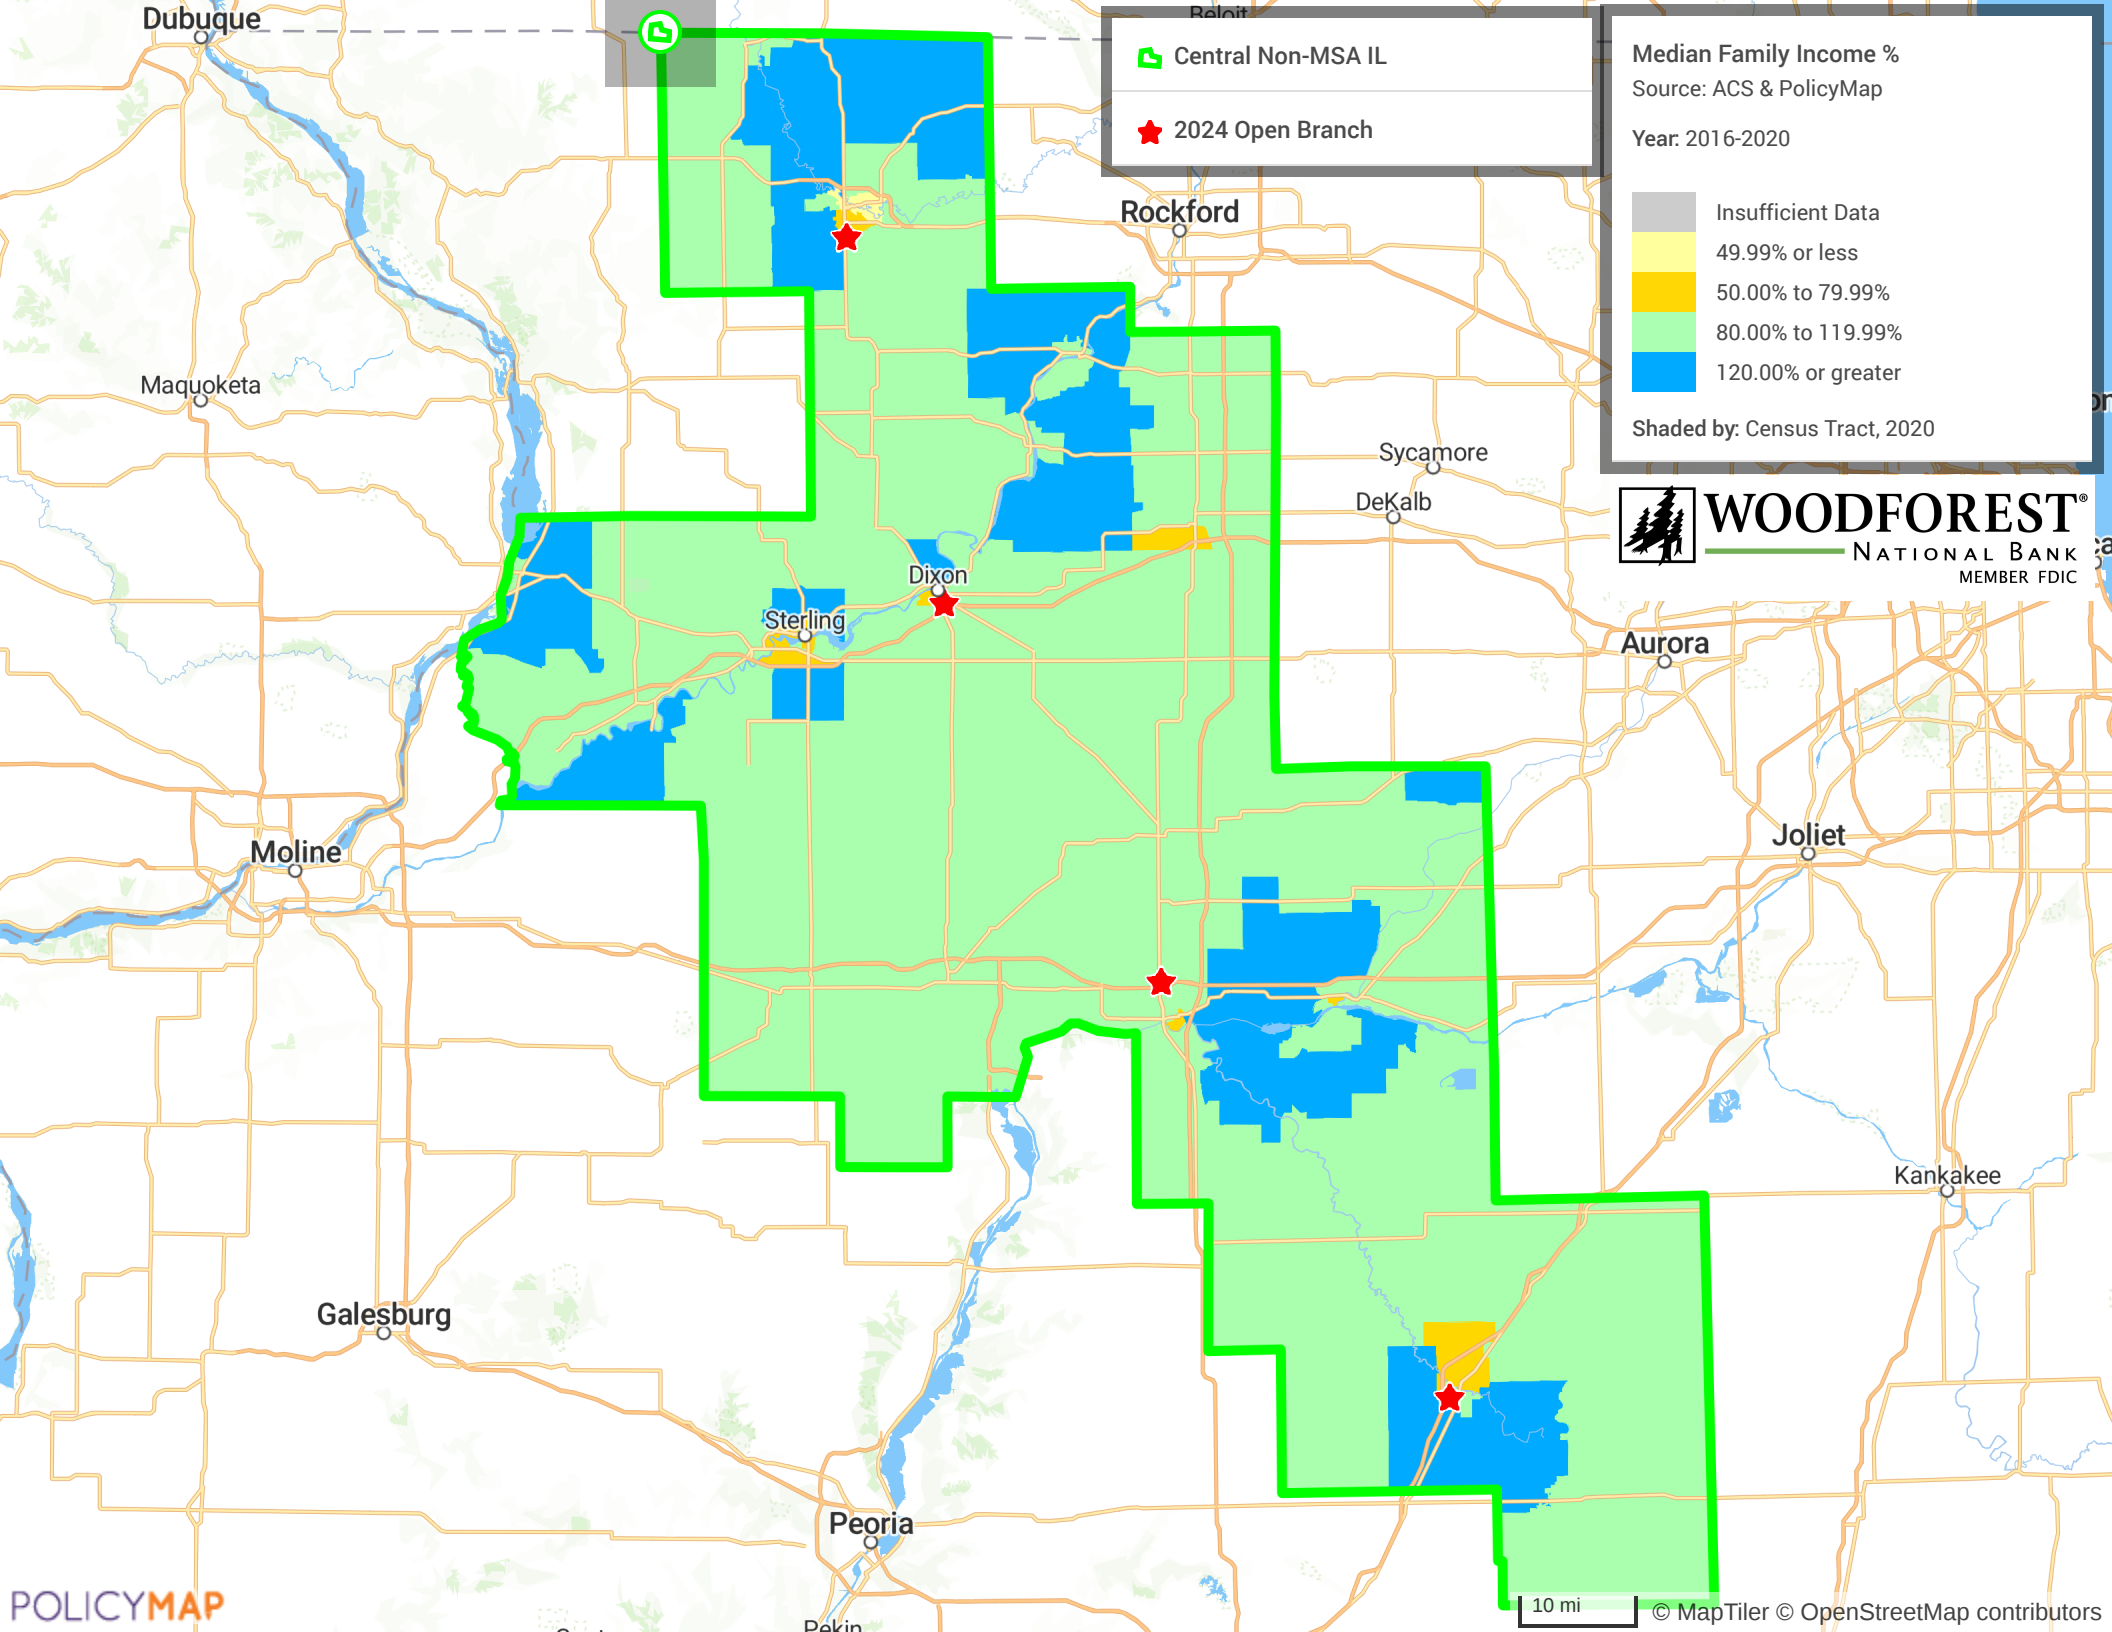 Dubuque
Beloit
Central Non-MSA IL
2024 Open Branch
Median Family Income %
Source: ACS & PolicyMap
Year: 2016-2020
Insufficient Data
49.99% or less
50.00% to 79.99%
80.00% to 119.99%
120.00% or greater
Shaded by: Census Tract, 2020
Rockford
Maquoketa
Sycamore
DeKalb
WOODFOREST®
NATIONAL BANK
MEMBER FDIC
Dixon
Sterling
Aurora
Moline
Joliet
Kankakee
Galesburg
Peoria
Pekin
POLICYMAP
10 mi
© MapTiler © OpenStreetMap contributors